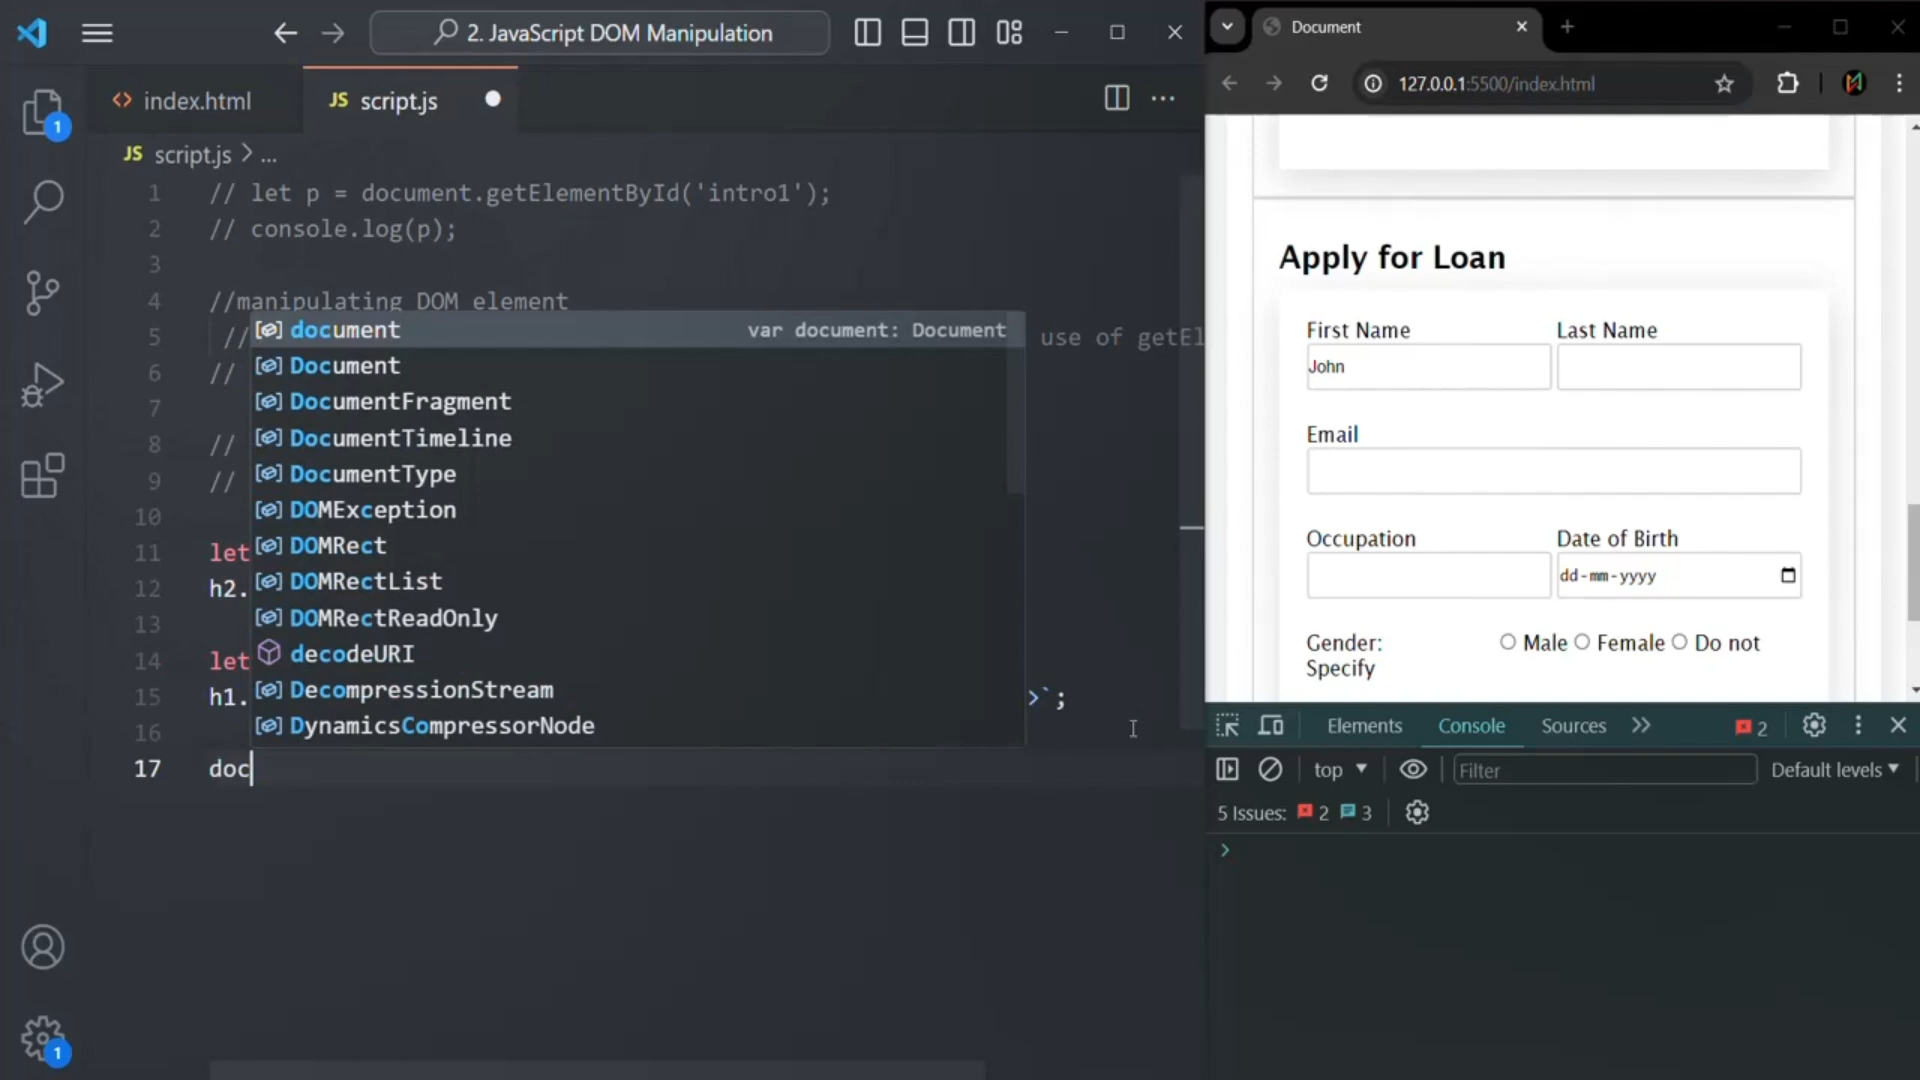 2. JavaScript DOM Manipulation
index.html
JS script.js
JS script.js > ...
1 // let p = document.getElementById('intro1');
2 // console.log(p);
3
4 //manipulating DOM element
5 // use of getEl
6 //
7
8 //
9 //
10
11 let
12 h2.
13
14 let
15 h1. >`;
16
17 doc
document var document: Document
Document
DocumentFragment
DocumentTimeline
DocumentType
DOMException
DOMRect
DOMRectList
DOMRectReadOnly
decodeURI
DecompressionStream
DynamicsCompressorNode
1
1
Document
127.0.0.1:5500/index.html
Apply for Loan
First Name Last Name
John
Email
Occupation Date of Birth
dd-mm-yyyy
Gender: Male Female Do not
Specify
Elements Console Sources 2
top Filter Default levels
5 Issues: 2 3